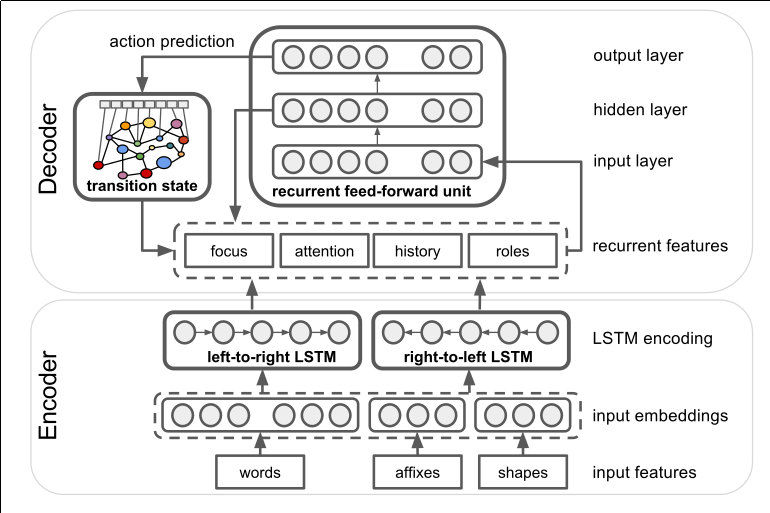 Decoder
action prediction
output layer
hidden layer
input layer
transition state
recurrent feed-forward unit
focus
attention
history
roles
recurrent features
Encoder
left-to-right LSTM
right-to-left LSTM
LSTM encoding
input embeddings
words
affixes
shapes
input features